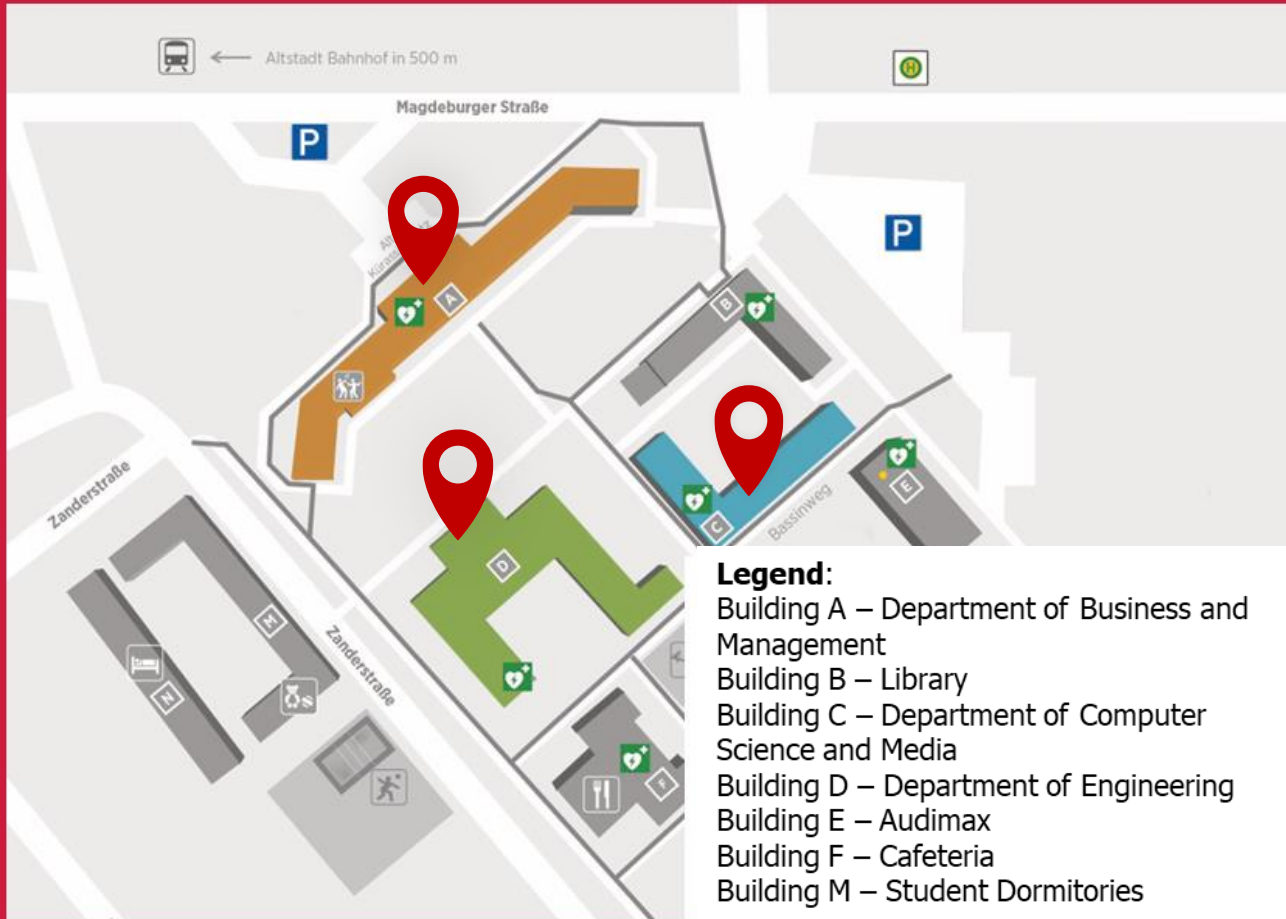 Altstadt Bahnhof in 500 m
H
Magdeburger Straße
P
P
A
B
C
Bassinweg
E
D
Zanderstraße
M
Zanderstraße
N
F
Legend:
Building A – Department of Business and
Management
Building B – Library
Building C – Department of Computer
Science and Media
Building D – Department of Engineering
Building E – Audimax
Building F – Cafeteria
Building M – Student Dormitories